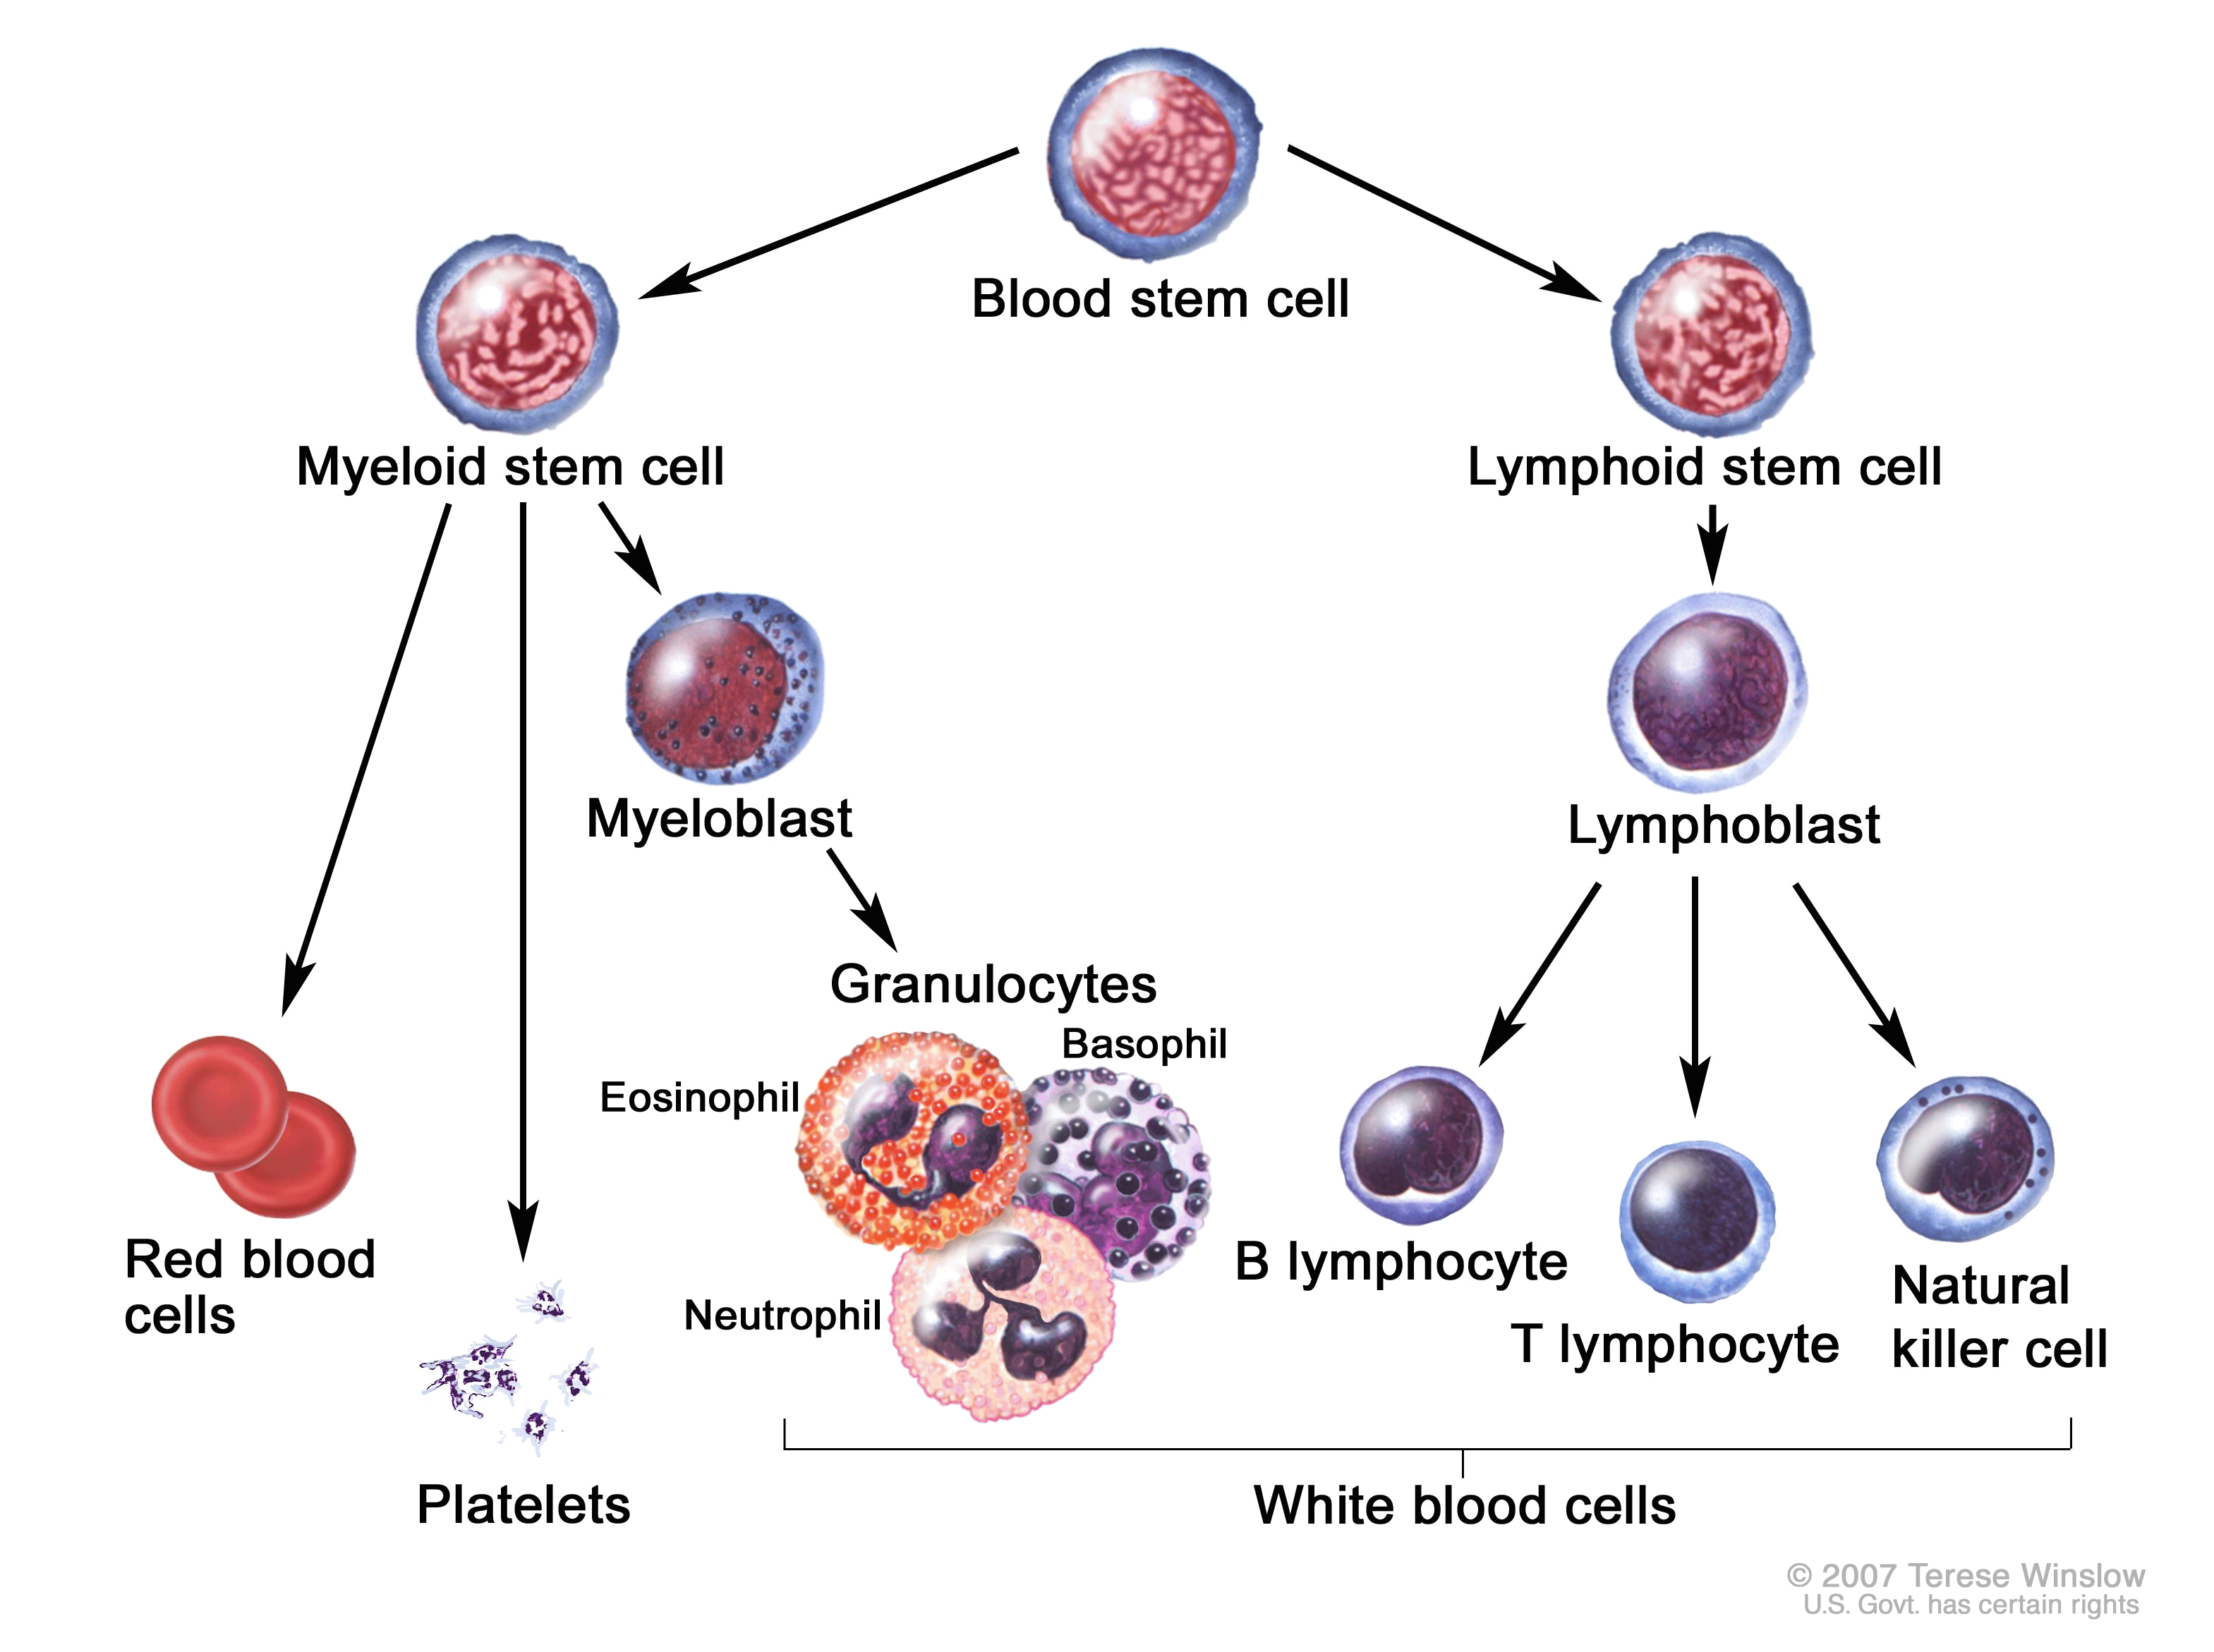 Blood stem cell
Myeloid stem cell
Lymphoid stem cell
Myeloblast
Lymphoblast
Granulocytes
Basophil
Eosinophil
Neutrophil
Red blood
cells
Platelets
B lymphocyte
T lymphocyte
Natural
killer cell
White blood cells
© 2007 Terese Winslow
U.S. Govt. has certain rights